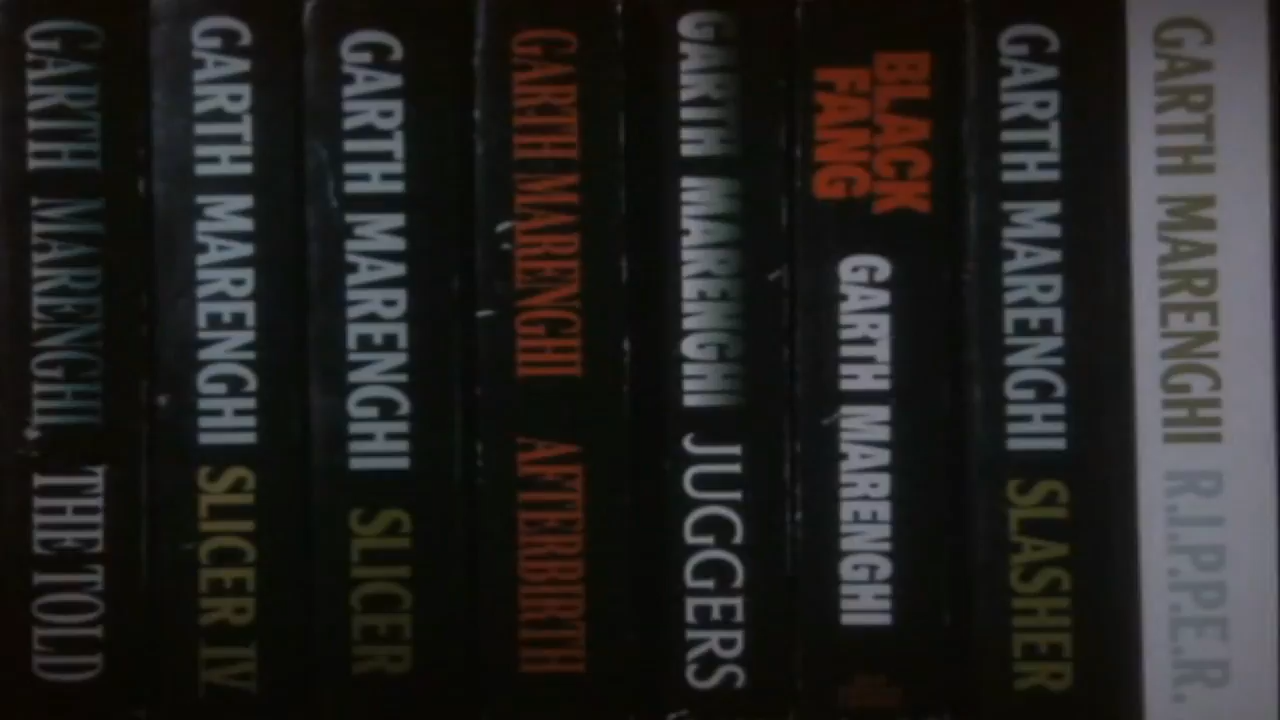 GARTH MARENGHI, THE TOLD
GARTH MARENGHI SLICER IV
GARTH MARENGHI SLICER
GARTH MARENGHI AFTERBIRTH
GARTH MARENGHI JUGGERS
BLACK
FANG
GARTH MARENGHI
GARTH MARENGHI SLASHER
GARTH MARENGHI R.I.P.P.E.R.